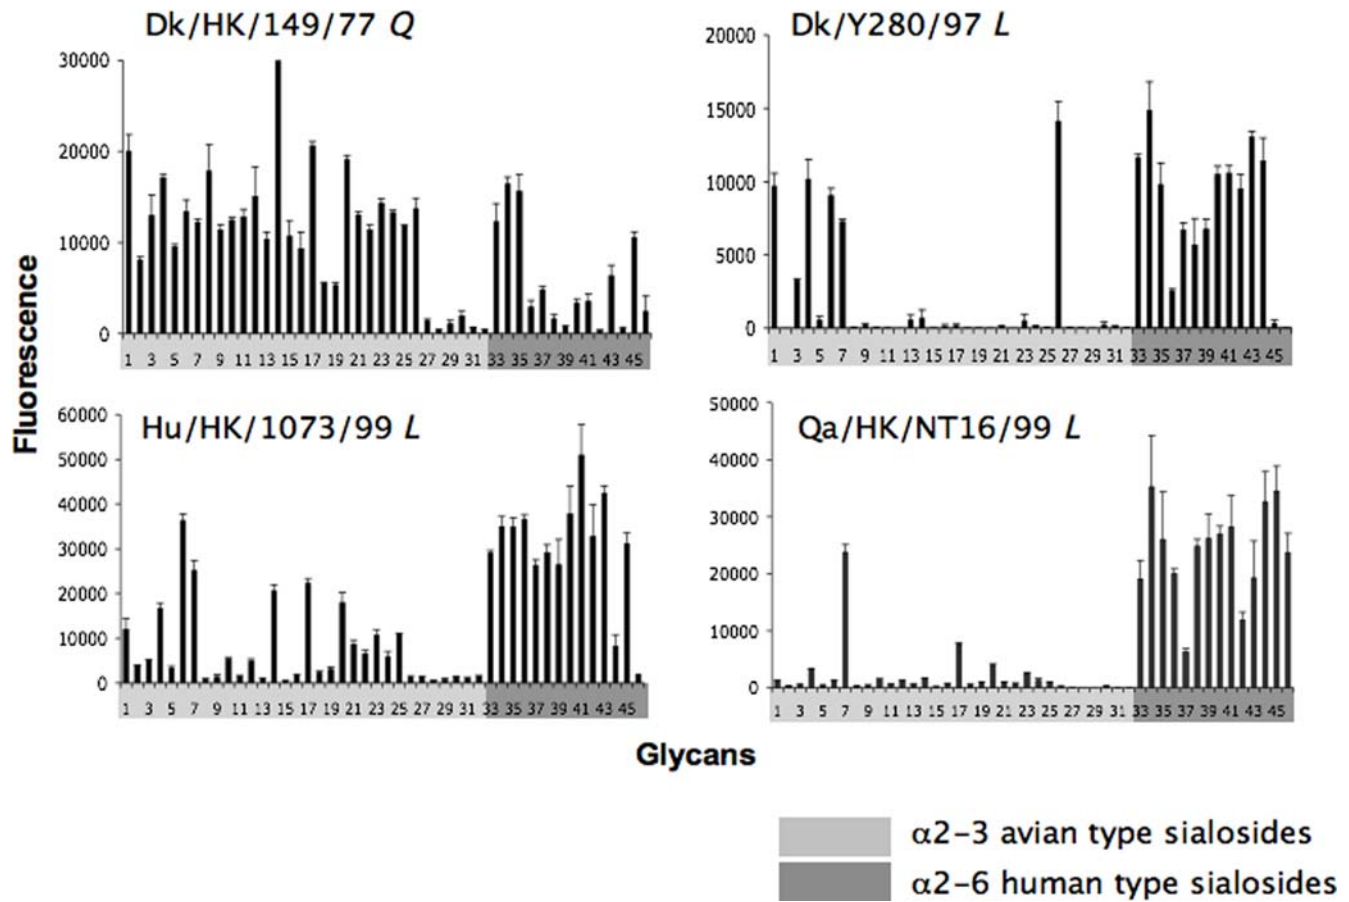 Dk/HK/149/77 Q
30000
20000
10000
0
1 3 5 7 9 11 13 15 17 19 21 23 25 27 29 31 33 35 37 39 41 43 45
Dk/Y280/97 L
20000
15000
10000
5000
0
1 3 5 7 9 11 13 15 17 19 21 23 25 27 29 31 33 35 37 39 41 43 45
Fluorescence
Hu/HK/1073/99 L
60000
50000
40000
30000
20000
10000
0
1 3 5 7 9 11 13 15 17 19 21 23 25 27 29 31 33 35 37 39 41 43 45
Qa/HK/NT16/99 L
50000
40000
30000
20000
10000
0
1 3 5 7 9 11 13 15 17 19 21 23 25 27 29 31 33 35 37 39 41 43 45
Glycans
α2-3 avian type sialosides
α2-6 human type sialosides